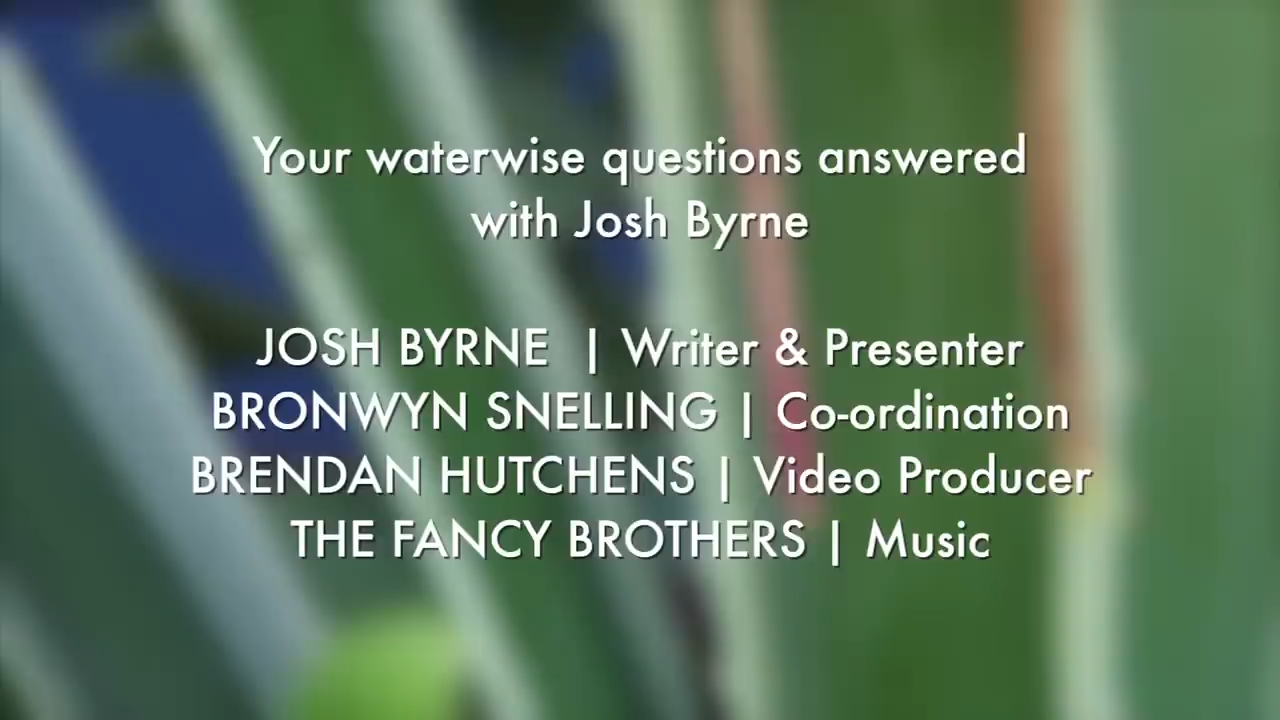 Your waterwise questions answered
with Josh Byrne
JOSH BYRNE | Writer & Presenter
BRONWYN SNELLING | Co-ordination
BRENDAN HUTCHENS | Video Producer
THE FANCY BROTHERS | Music